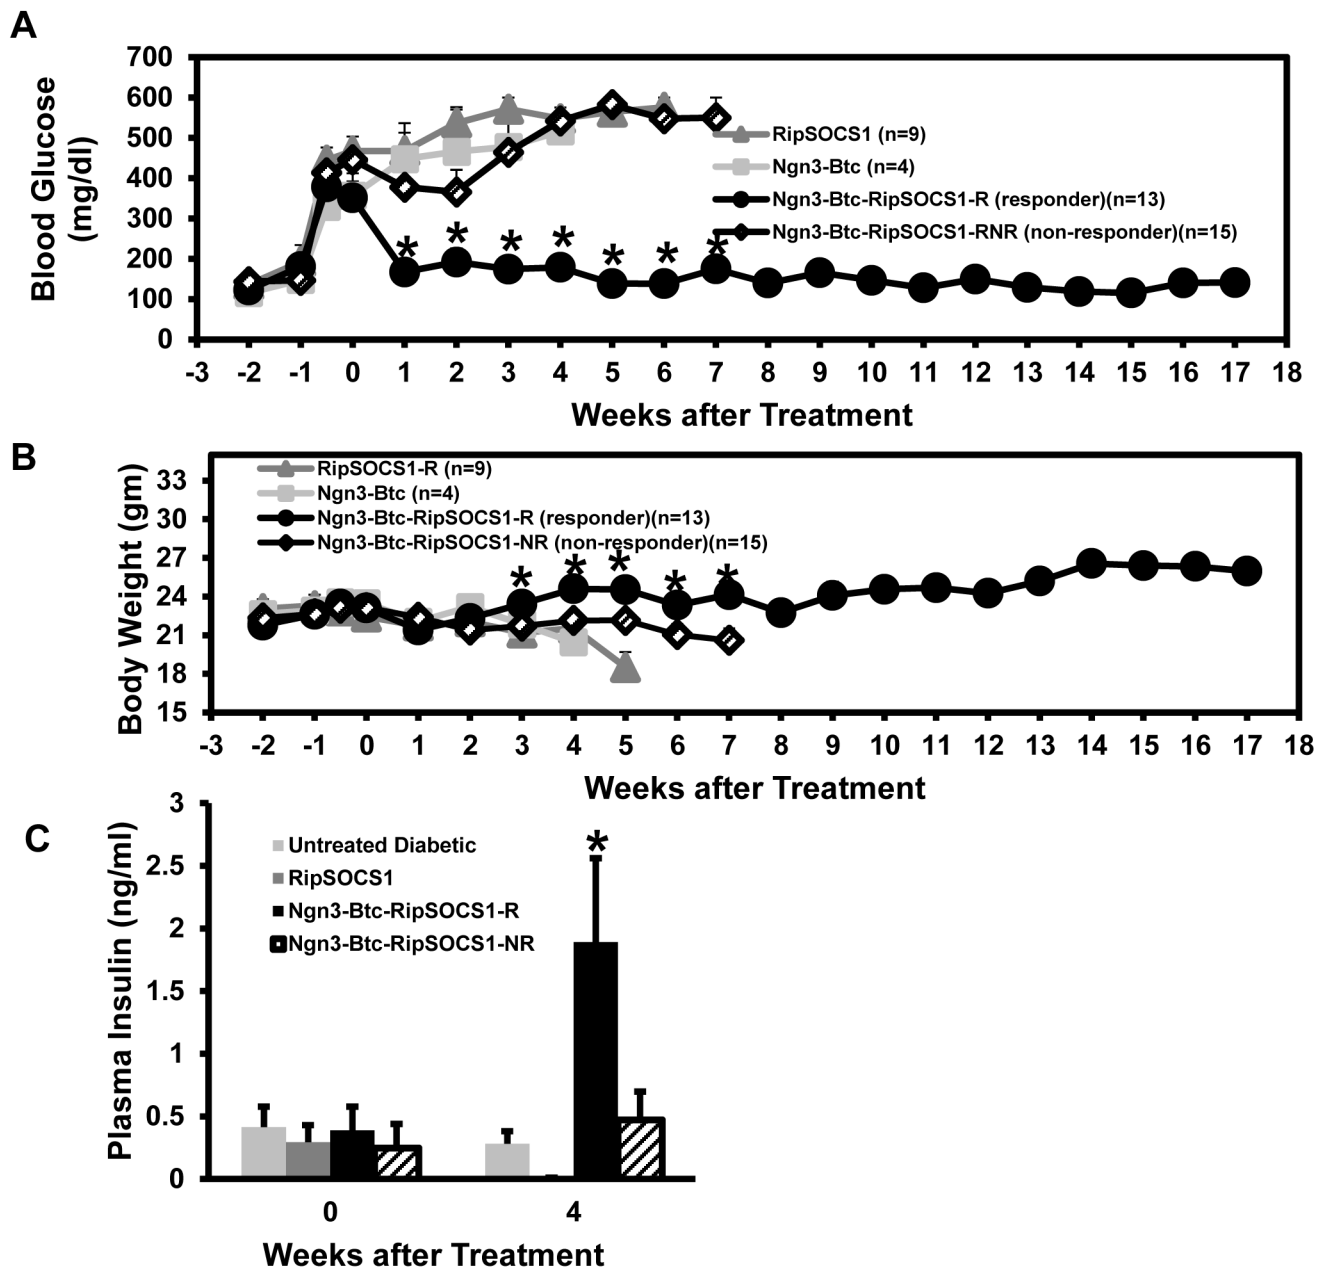 A
700
600
500
400
300
200
100
0
Blood Glucose
(mg/dl)
RipSOCS1 (n=9)
Ngn3-Btc (n=4)
Ngn3-Btc-RipSOCS1-R (responder)(n=13)
Ngn3-Btc-RipSOCS1-RNR (non-responder)(n=15)
* * * * * * *
-3 -2 -1 0 1 2 3 4 5 6 7 8 9 10 11 12 13 14 15 16 17 18
Weeks after Treatment
B
33
30
27
24
21
18
15
Body Weight (gm)
RipSOCS1-R (n=9)
Ngn3-Btc (n=4)
Ngn3-Btc-RipSOCS1-R (responder)(n=13)
Ngn3-Btc-RipSOCS1-NR (non-responder)(n=15)
* * * * *
-3 -2 -1 0 1 2 3 4 5 6 7 8 9 10 11 12 13 14 15 16 17 18
Weeks after Treatment
C
3
2.5
2
1.5
1
0.5
0
Plasma Insulin (ng/ml)
Untreated Diabetic
RipSOCS1
Ngn3-Btc-RipSOCS1-R
Ngn3-Btc-RipSOCS1-NR
*
0 4
Weeks after Treatment